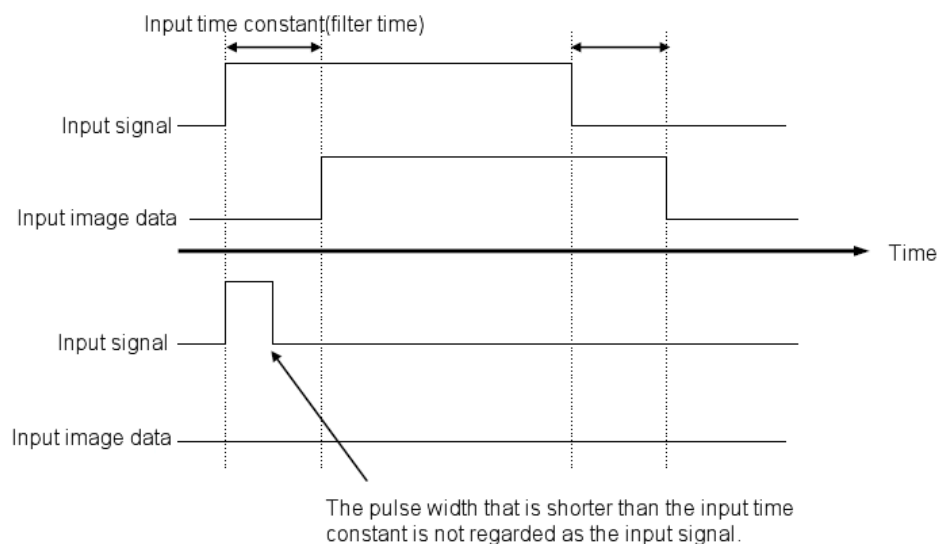 Input time constant(filter time)
Input signal
Input image data
Time
Input signal
Input image data
The pulse width that is shorter than the input time
constant is not regarded as the input signal.